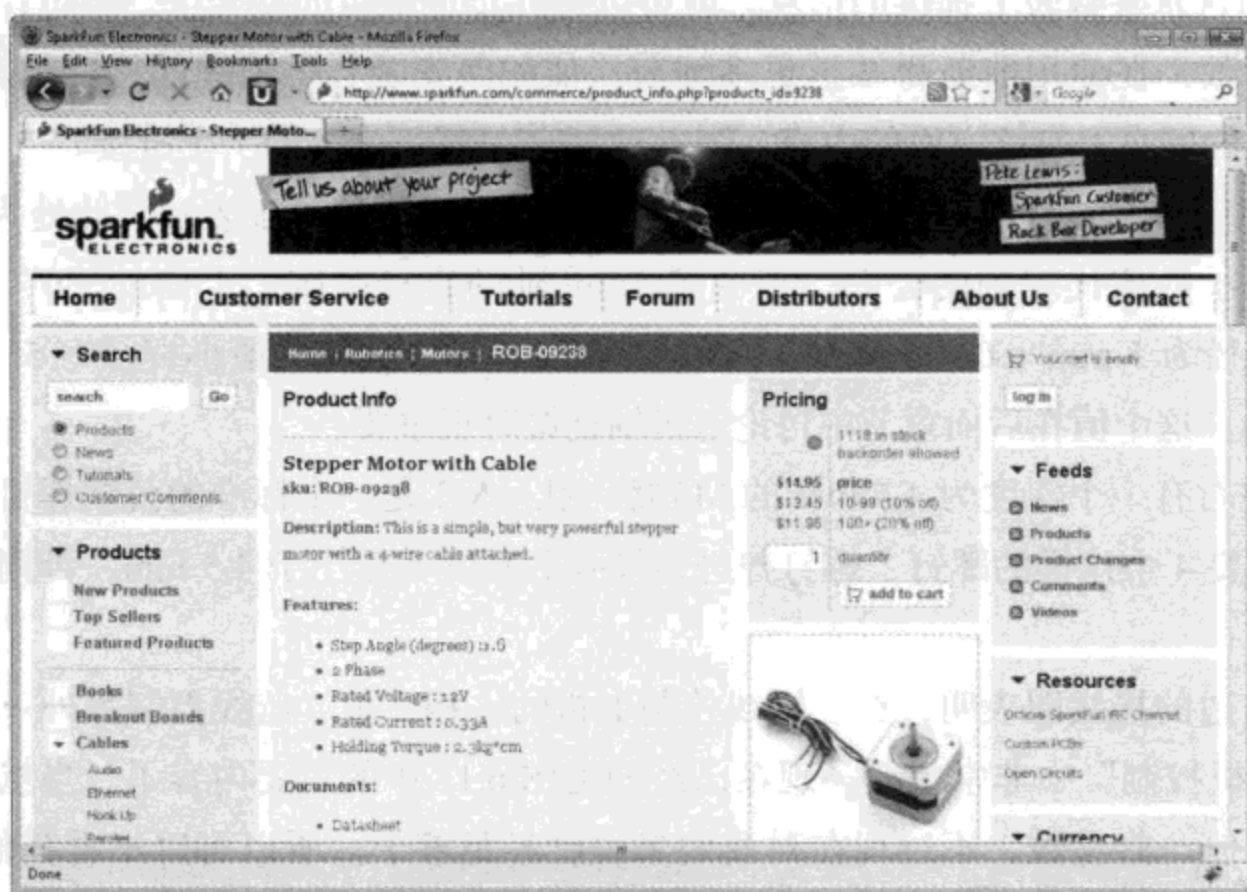 SparkFun Electronics - Stepper Motor with Cable - Mozilla Firefox
File Edit View History Bookmarks Tools Help
http://www.sparkfun.com/commerce/product_info.php?products_id=9238
Google
SparkFun Electronics - Stepper Moto...
sparkfun.
ELECTRONICS
Tell us about your project
Pete Lewis:
SparkFun Customer
Rock Box Developer
Home Customer Service Tutorials Forum Distributors About Us Contact
Search
search Go
Products
News
Tutorials
Customer Comments
Products
New Products
Top Sellers
Featured Products
Books
Breakout Boards
Cables
Audio
Ethernet
Hook Up
Home | Robotics | Motors | ROB-09238
Product Info
Stepper Motor with Cable
sku: ROB-09238
Description: This is a simple, but very powerful stepper
motor with a 4-wire cable attached.
Features:
Step Angle (degrees) :1.8
2 Phase
Rated Voltage : 12V
Rated Current : 0.33A
Holding Torque : 2.3kg*cm
Documents:
Datasheet
Pricing
1118 in stock
backorder allowed
$14.95 price
$13.45 10-99 (10% off)
$11.96 100+ (20% off)
1 quantity
add to cart
Your cart is empty
log in
Feeds
News
Products
Product Changes
Comments
Videos
Resources
Official SparkFun IRC Channel
Custom PCBs
Open Circuits
Currency
Done